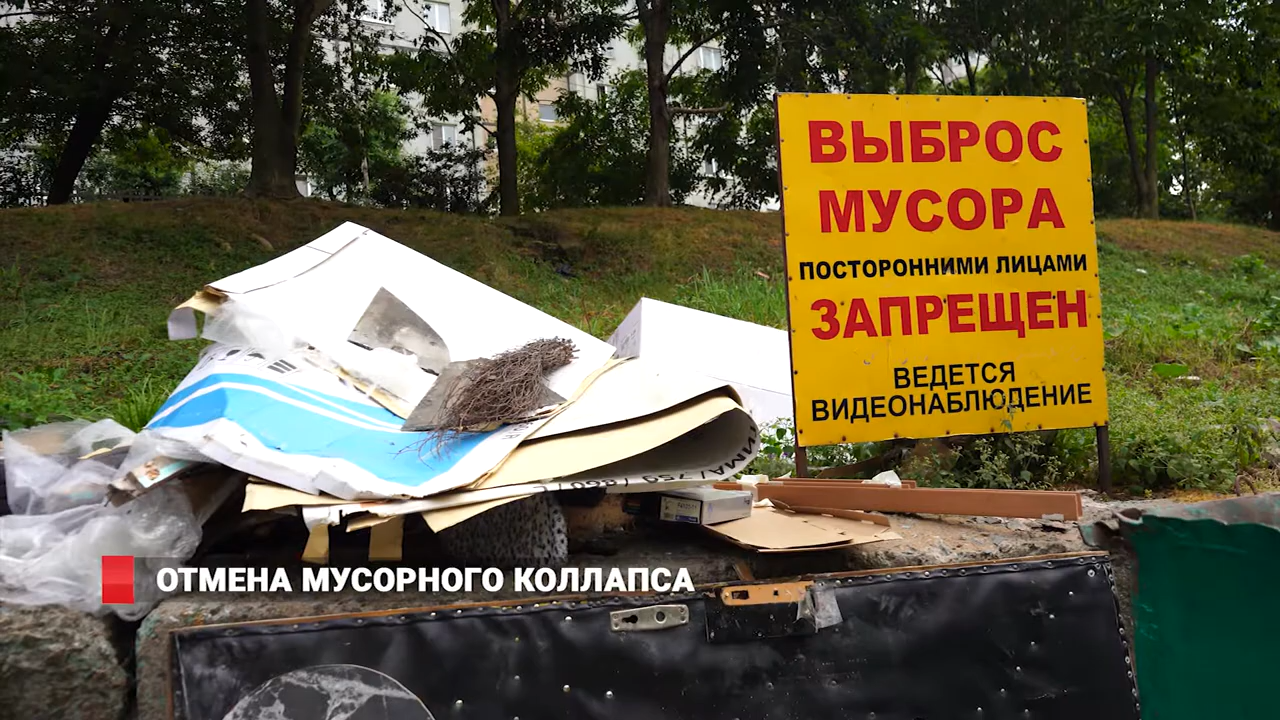 ВЫБРОС
МУСОРА
ПОСТОРОННИМИ ЛИЦАМИ
ЗАПРЕЩЕН
ВЕДЕТСЯ
ВИДЕОНАБЛЮДЕНИЕ
ОТМЕНА МУСОРНОГО КОЛЛАПСА